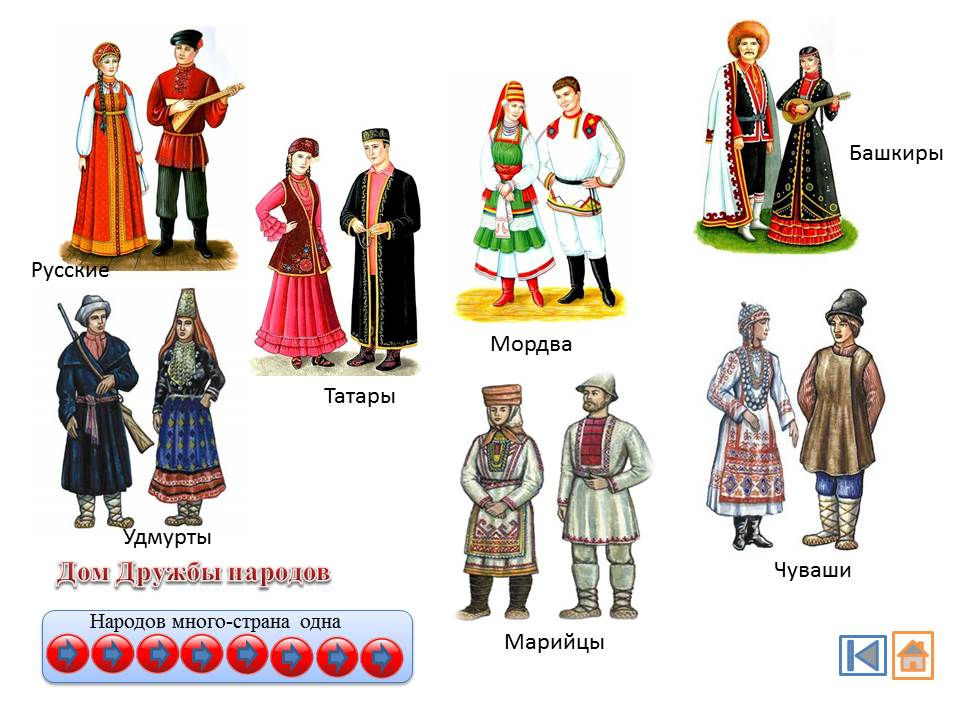 Башкиры
Русские
Мордва
Татары
Удмурты
Чуваши
Дом Дружбы народов
Народов много-страна одна
Марийцы